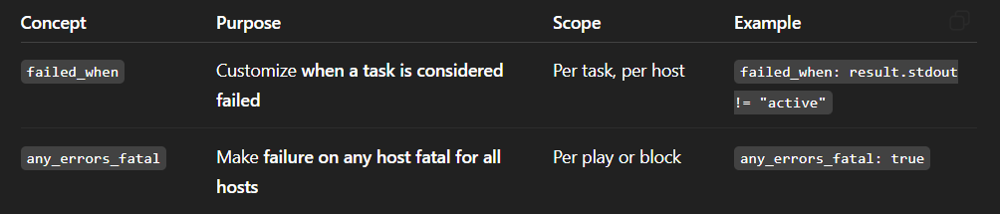 Concept Purpose Scope Example
failed_when Customize when a task is considered Per task, per host failed_when: result.stdout
failed != "active"
any_errors_fatal Make failure on any host fatal for all Per play or block any_errors_fatal: true
hosts